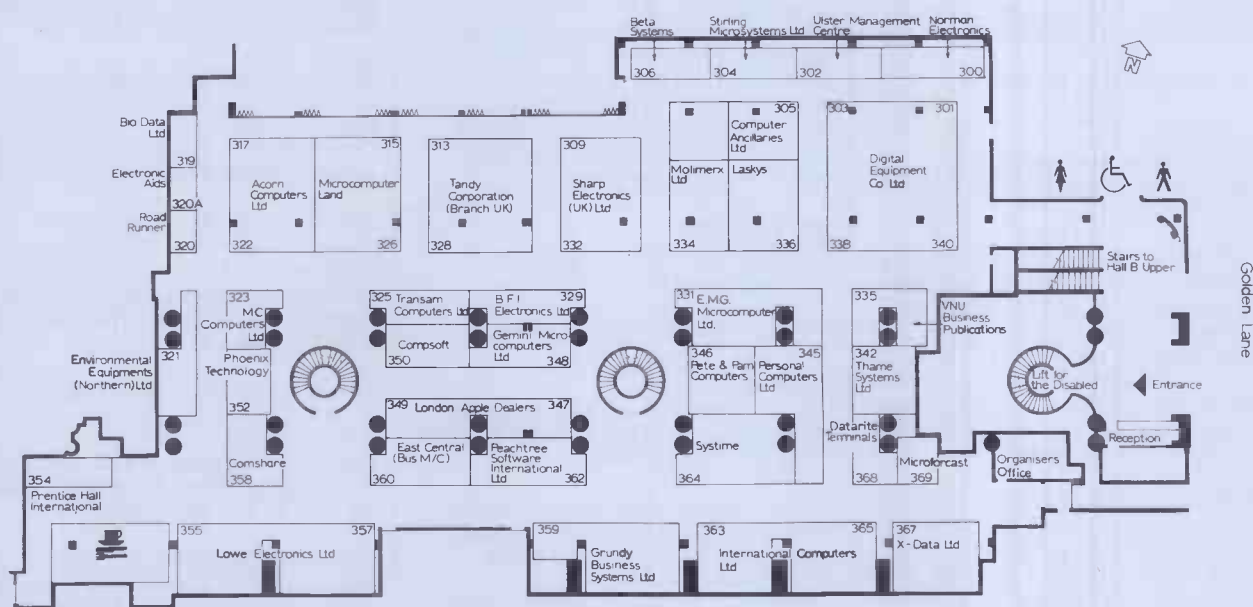 Beta
Systems
Stirling
Microsystems Ltd
Ulster Management
Centre
Norman
Electronics
306
304
302
300
N
Bio Data
Ltd
319
Electronic
Aids
320A
Road
Runner
320
317
315
Acorn
Computers
Ltd
Microcomputer
Land
322
326
313
Tandy
Corporation
(Branch UK)
328
309
Sharp
Electronics
(UK) Ltd
332
305
Computer
Ancillaries
Ltd
Molimerx
Ltd
Laskys
334
336
303
301
Digital
Equipment
Co Ltd
338
340
Stairs to
Hall B Upper
Golden Lane
323
MC
Computers
Ltd
321
Environmental
Equipments
(Northern) Ltd
Phoenix
Technology
352
Comshare
358
325 Transam
Computers Ltd
B.F.I.
Electronics Ltd
329
Compsoft
350
Gemini Micro-
computers
Ltd
348
349
London Apple Dealers
347
East Central
(Bus M/C)
360
Peachtree
Software
International
Ltd
362
331
E.M.G.
Microcomputer
Ltd.
346
Pete & Pam
Computers
345
Personal
Computers
Ltd
Systime
364
335
VNU
Business
Publications
342
Thame
Systems
Ltd
Datarite
Terminals
368
Microforcast
369
Lift for
the Disabled
Entrance
Reception
Organisers
Office
354
Prentice Hall
International
355
357
Lowe Electronics Ltd
359
Grundy
Business
Systems Ltd
363
365
International Computers
Ltd
367
X-Data Ltd